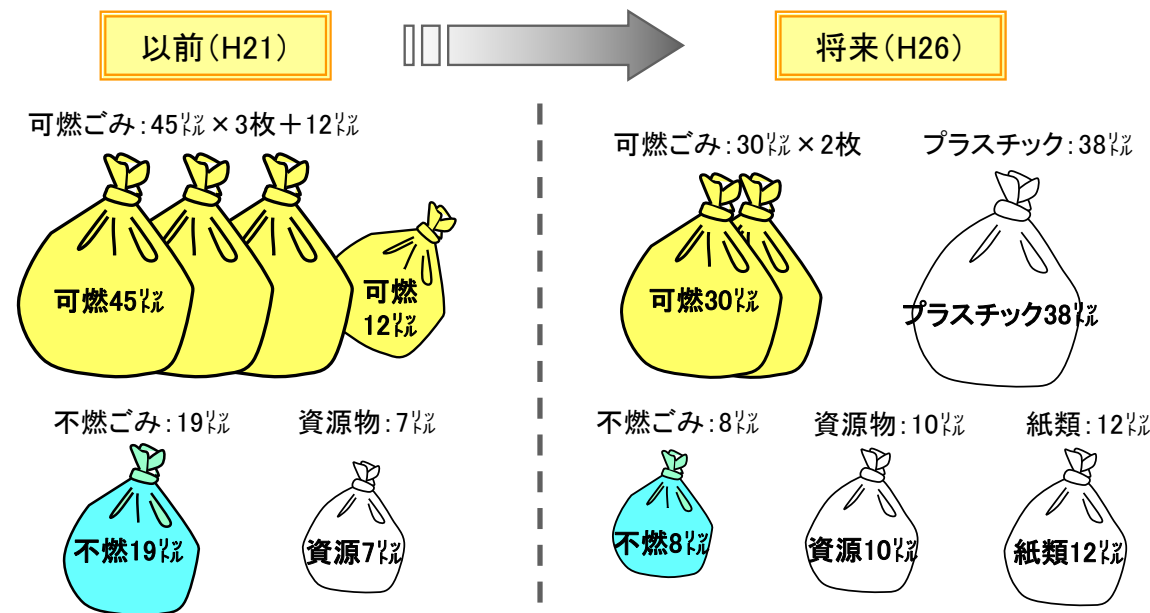 以前(H21)
将来(H26)
可燃ごみ:45㍑×3枚+12㍑
可燃45㍑
可燃
12㍑
不燃ごみ:19㍑
資源物:7㍑
不燃19㍑
資源7㍑
可燃ごみ:30㍑×2枚
プラスチック:38㍑
可燃30㍑
プラスチック38㍑
不燃ごみ:8㍑
資源物:10㍑
紙類:12㍑
不燃8㍑
資源10㍑
紙類12㍑